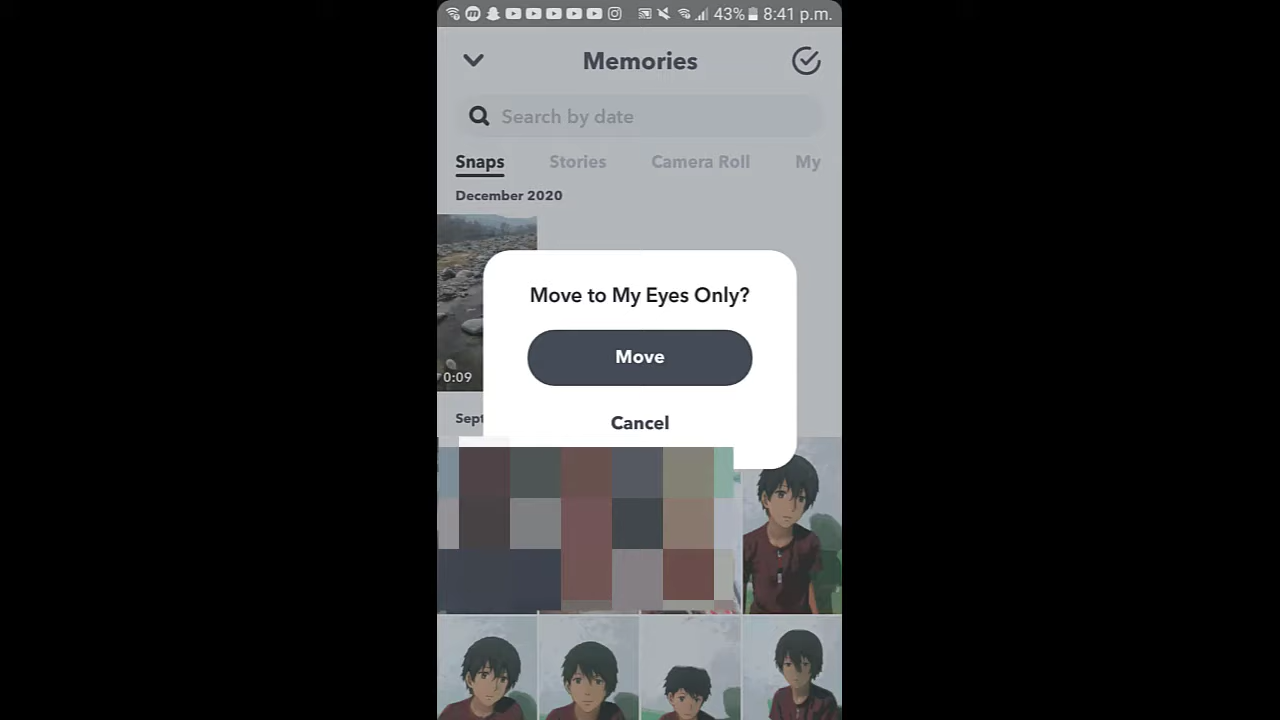 43% 8:41 p.m.
Memories
Search by date
Snaps Stories Camera Roll My
December 2020
Move to My Eyes Only?
Move
0:09
Sept
Cancel